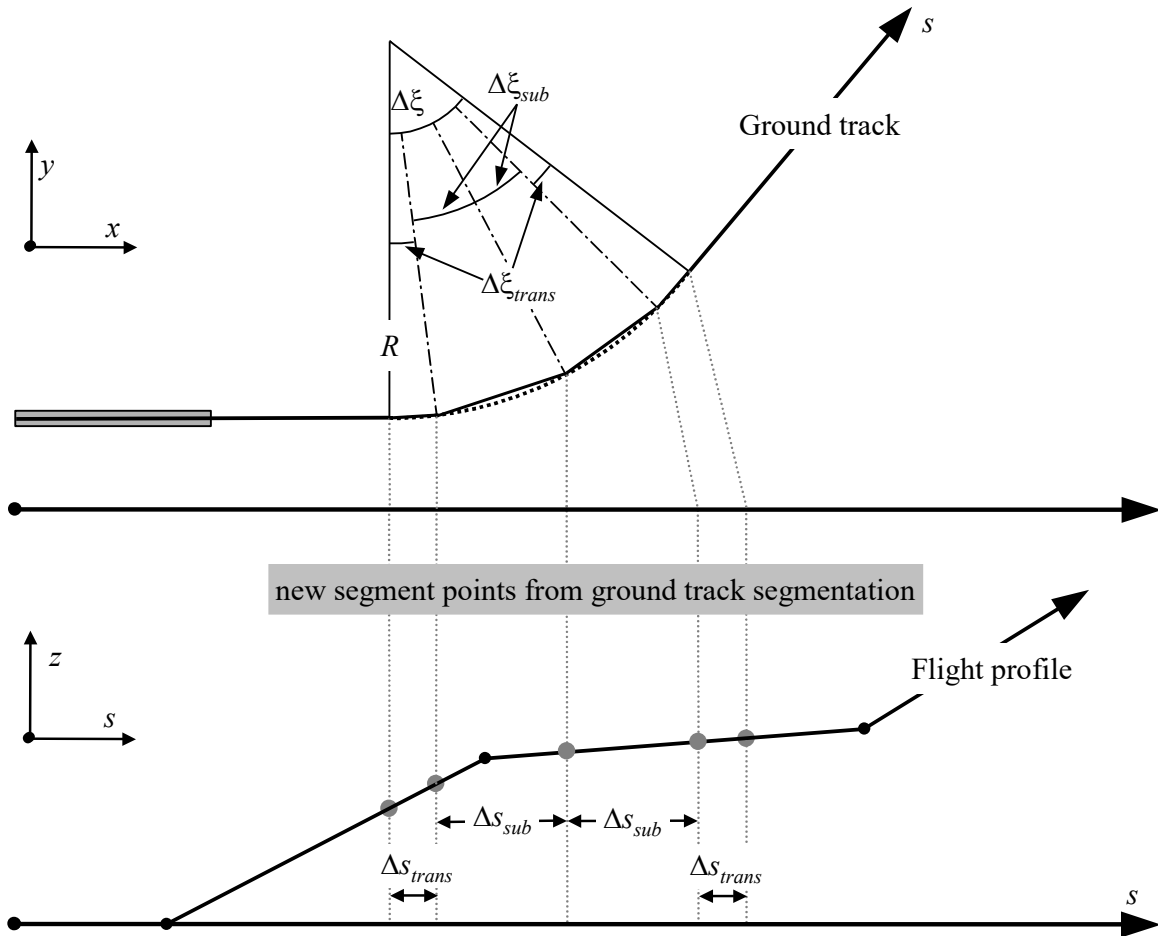 s
Δξ
Δξsub
Ground track
y
x
Δξtrans
R
new segment points from ground track segmentation
z
Flight profile
s
Δssub
Δssub
Δstrans
Δstrans
s